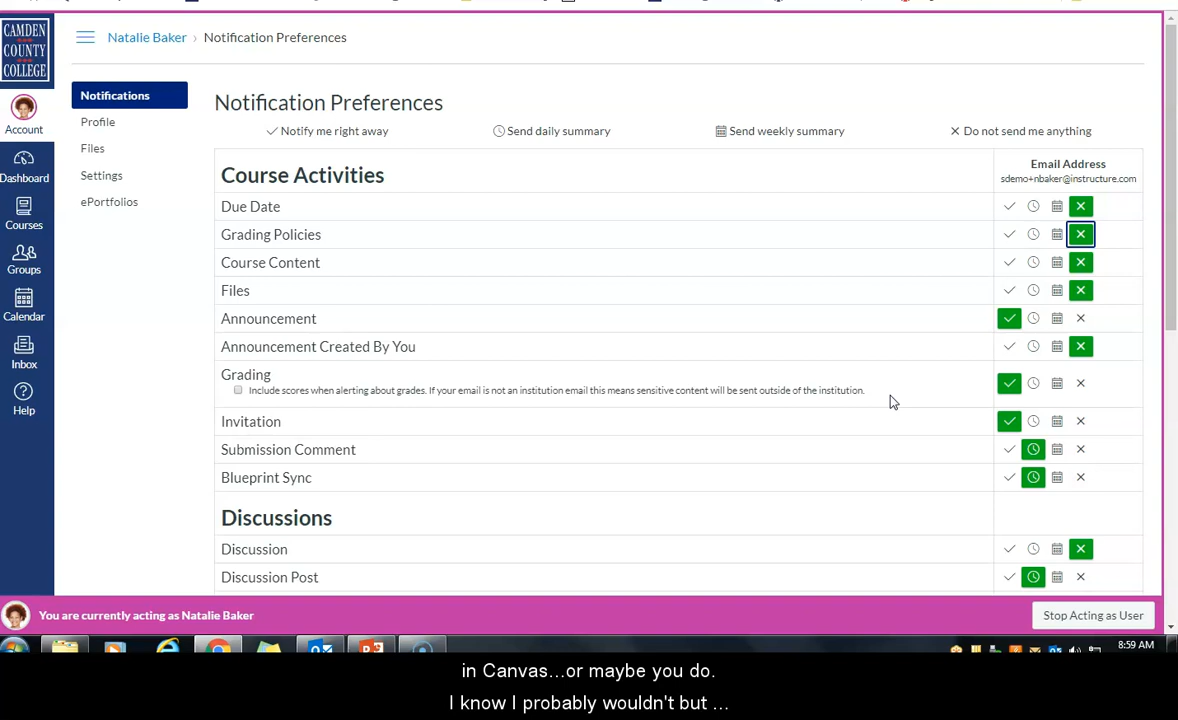 CAMDEN
COUNTY
COLLEGE
Natalie Baker › Notification Preferences
Account
Dashboard
Courses
Groups
Calendar
Inbox
Help
Notifications
Profile
Files
Settings
ePortfolios
Notification Preferences
Notify me right away Send daily summary Send weekly summary Do not send me anything
Course Activities
Email Address
sdemo+nbaker@instructure.com
Due Date
Grading Policies
Course Content
Files
Announcement
Announcement Created By You
Grading
Include scores when alerting about grades. If your email is not an institution email this means sensitive content will be sent outside of the institution.
Invitation
Submission Comment
Blueprint Sync
Discussions
Discussion
Discussion Post
You are currently acting as Natalie Baker
Stop Acting as User
8:59 AM
in Canvas...or maybe you do.
I know I probably wouldn't but ...